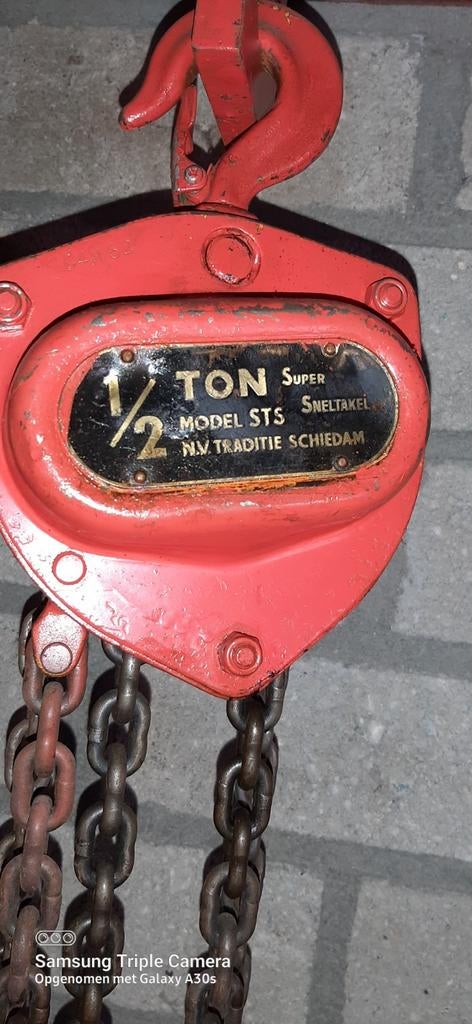 1/2 TON SUPER
MODEL STS SNELTAKEL
N.V. TRADITIE SCHIEDAM
Samsung Triple Camera
Opgenomen met Galaxy A30s